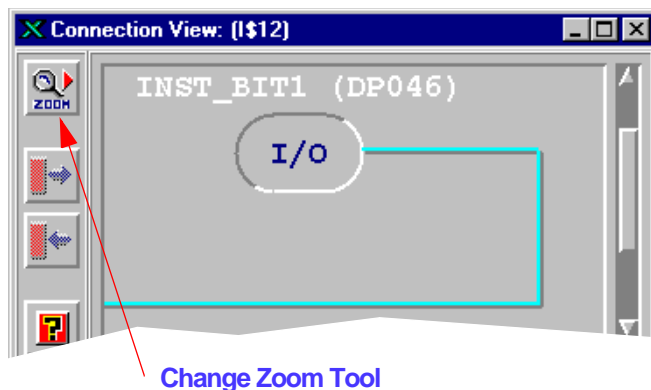 Connection View: (I$12)
ZOOM
INST_BIT1 (DP046)
I/O
?
Change Zoom Tool